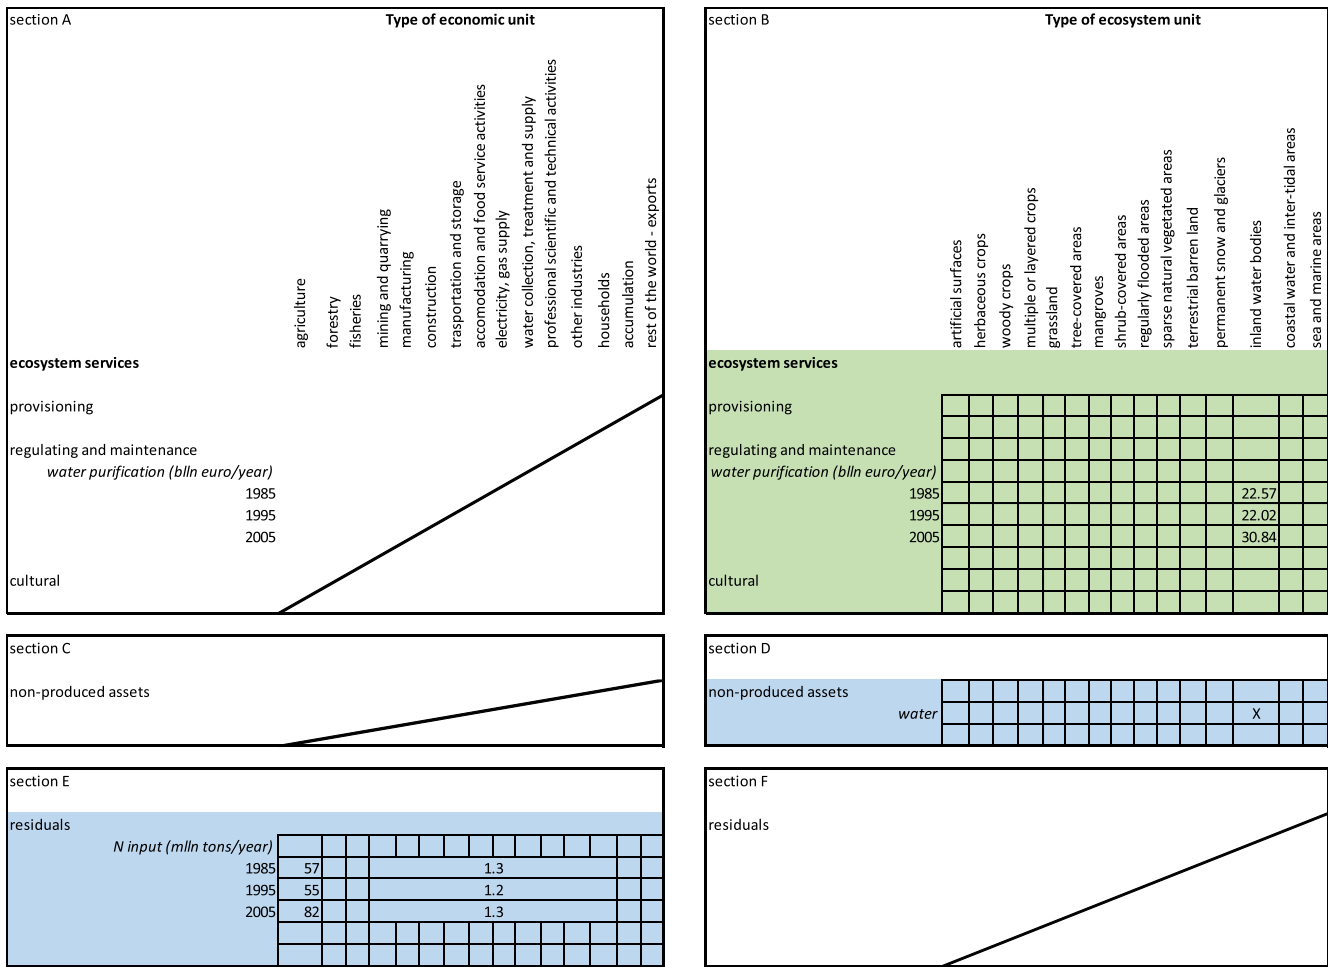 section A
Type of economic unit
agriculture
forestry
fisheries
mining and quarrying
manufacturing
construction
trasportation and storage
accomodation and food service activities
electricity, gas supply
water collection, treatment and supply
professional scientific and technical activities
other industries
households
accumulation
rest of the world - exports
ecosystem services
provisioning
regulating and maintenance
water purification (blln euro/year)
1985
1995
2005
cultural
section B
Type of ecosystem unit
artificial surfaces
herbaceous crops
woody crops
multiple or layered crops
grassland
tree-covered areas
mangroves
shrub-covered areas
regularly flooded areas
sparse natural vegetated areas
terrestrial barren land
permanent snow and glaciers
inland water bodies
coastal water and inter-tidal areas
sea and marine areas
ecosystem services
provisioning
regulating and maintenance
water purification (blln euro/year)
1985 22.57
1995 22.02
2005 30.84
cultural
section C
non-produced assets
section D
non-produced assets
water X
section E
residuals
N input (mlln tons/year)
1985 57 1.3
1995 55 1.2
2005 82 1.3
section F
residuals